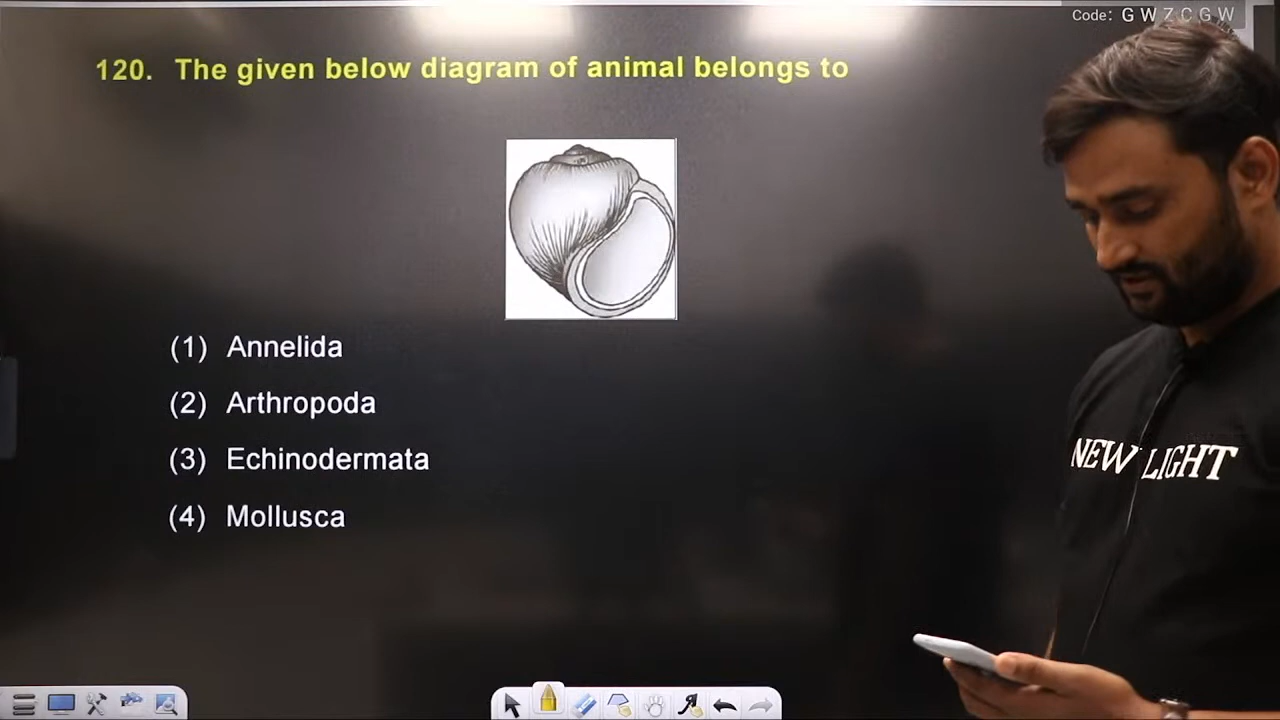 Code: G W Z C G W
120. The given below diagram of animal belongs to
(1) Annelida
(2) Arthropoda
(3) Echinodermata
(4) Mollusca
NEW LIGHT